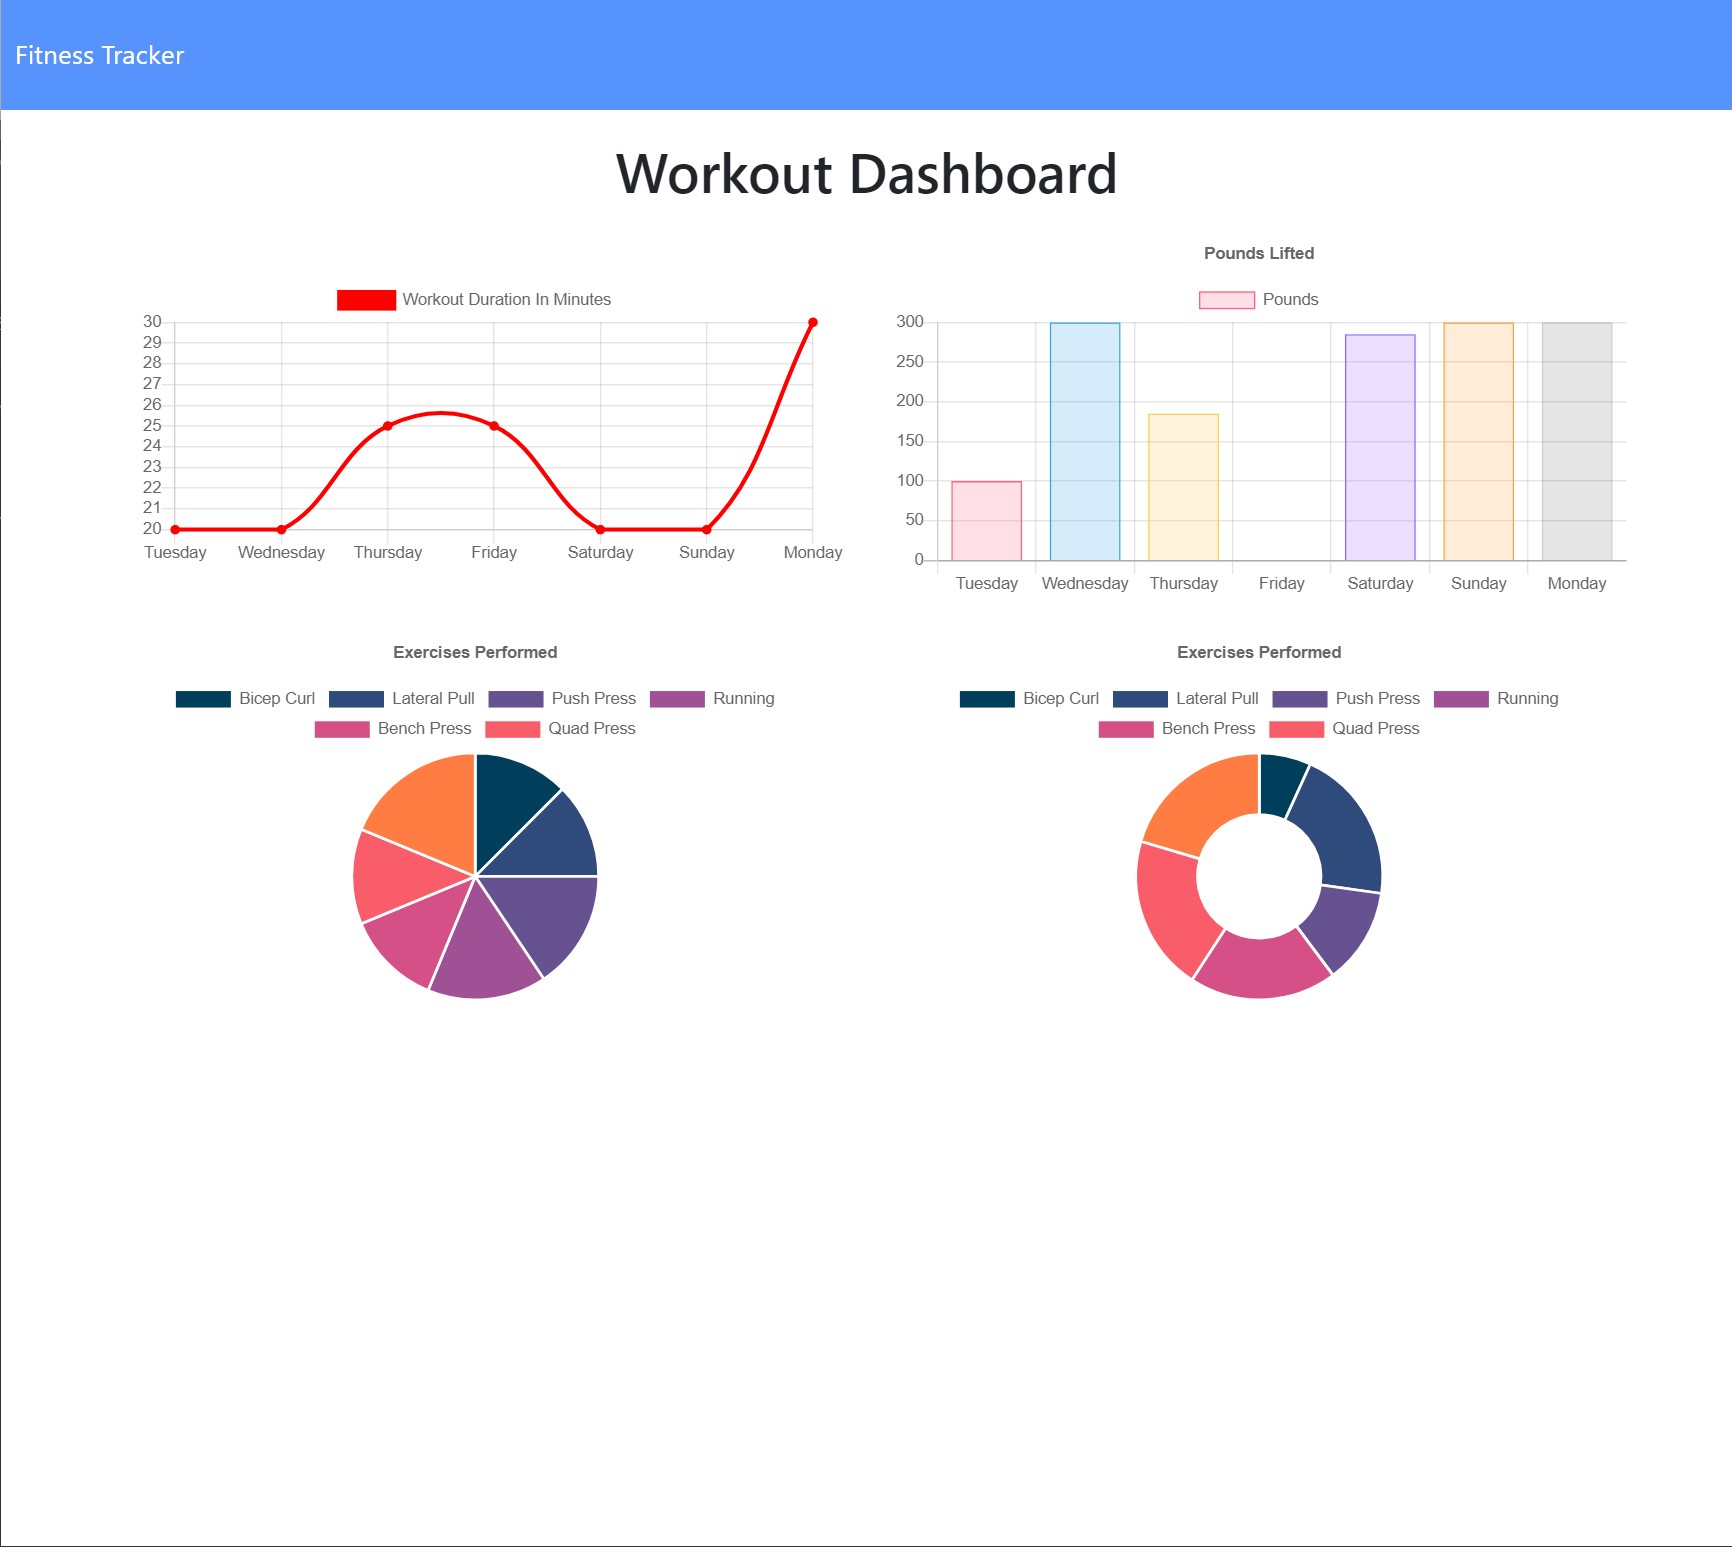 Fitness Tracker
Workout Dashboard
Workout Duration In Minutes
30
29
28
27
26
25
24
23
22
21
20
Tuesday Wednesday Thursday Friday Saturday Sunday Monday
Pounds Lifted
Pounds
300
250
200
150
100
50
0
Tuesday Wednesday Thursday Friday Saturday Sunday Monday
Exercises Performed
Bicep Curl Lateral Pull Push Press Running
Bench Press Quad Press
Exercises Performed
Bicep Curl Lateral Pull Push Press Running
Bench Press Quad Press